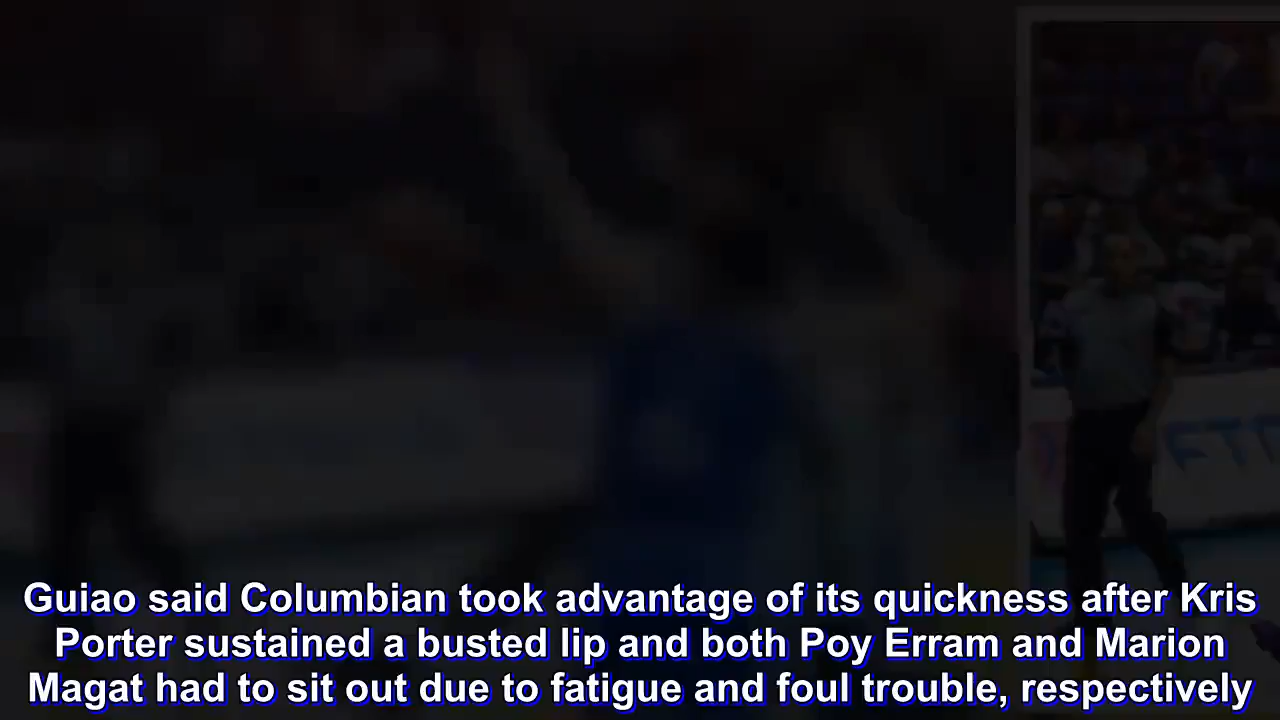 Guiao said Columbian took advantage of its quickness after Kris
Porter sustained a busted lip and both Poy Erram and Marion
Magat had to sit out due to fatigue and foul trouble, respectively